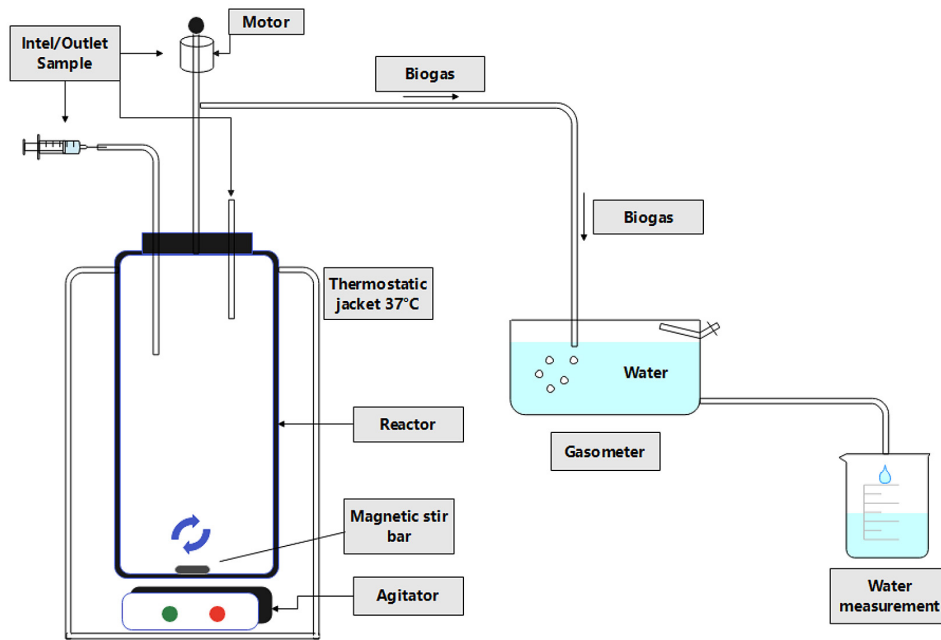 Motor
Intel/Outlet
Sample
Biogas
Biogas
Thermostatic
jacket 37°C
Water
Reactor
Gasometer
Magnetic stir
bar
Agitator
Water
measurement